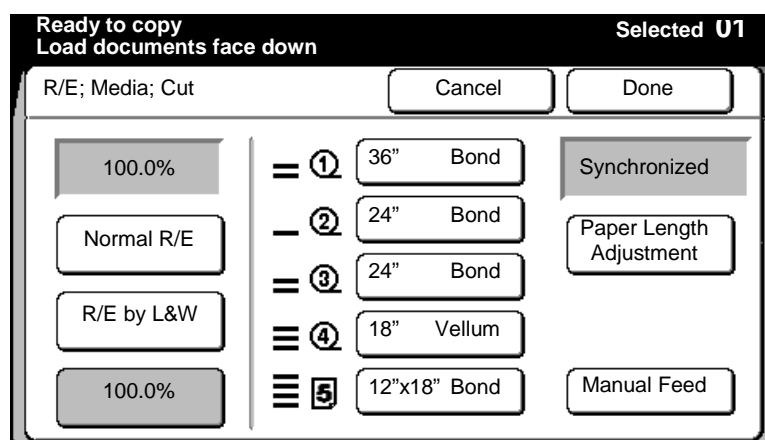 Ready to copy
Load documents face down
Selected 01
R/E; Media; Cut
Cancel
Done
100.0%
Normal R/E
R/E by L&W
100.0%
1 36” Bond
2 24” Bond
3 24” Bond
4 18” Vellum
5 12”x18” Bond
Synchronized
Paper Length
Adjustment
Manual Feed